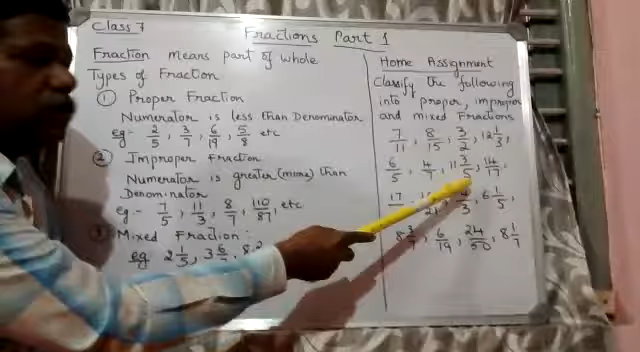 Class 7
Fractions Part 1
Fraction means part of whole
Types of Fraction
① Proper Fraction
Numerator is less than Denominator
eg- 2/5, 3/7, 6/19, 5/8 etc
② Improper Fraction
Numerator is greater (more) than
Denominator
eg - 7/5, 11/3, 8/7, 110/87, etc
③ Mixed Fraction:
eg 2 1/5, 3 6/
Home Assignment
Classify the following
into proper, improper
and mixed Fractions
7/11, 8/15, 3/2, 12 1/3,
6/5, 4/7, 11 3/5, 14/17,
17/ /21, 4/3, 6 1/5,
8 3/7, 6/19, 24/50, 8 1/7